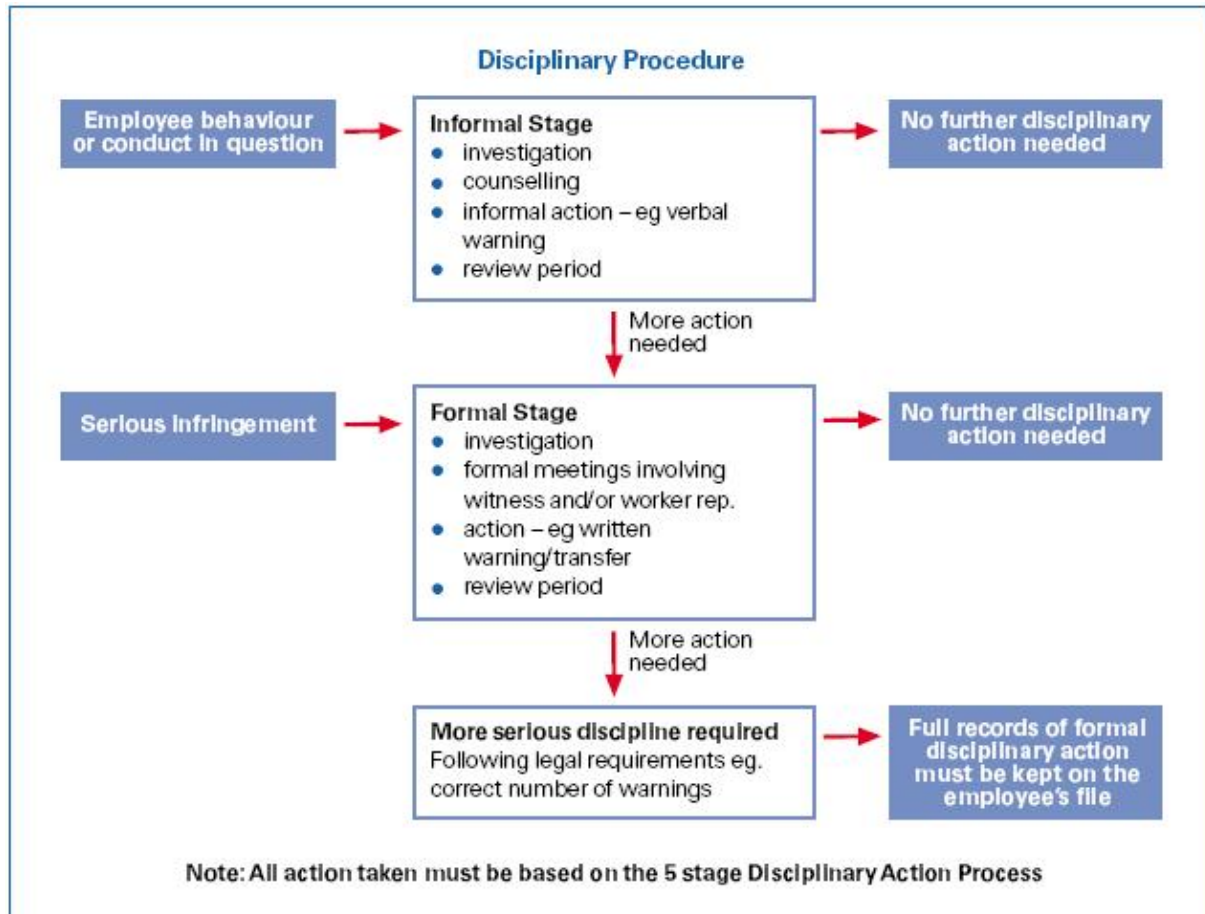 Disciplinary Procedure
Employee behaviour
or conduct in question
Informal Stage
● investigation
● counselling
● informal action – eg verbal
warning
● review period
No further disciplinary
action needed
More action
needed
Serious infringement
Formal Stage
● investigation
● formal meetings involving
witness and/or worker rep.
● action – eg written
warning/transfer
● review period
No further disciplinary
action needed
More action
needed
More serious discipline required
Following legal requirements eg.
correct number of warnings
Full records of formal
disciplinary action
must be kept on the
employee's file
Note: All action taken must be based on the 5 stage Disciplinary Action Process